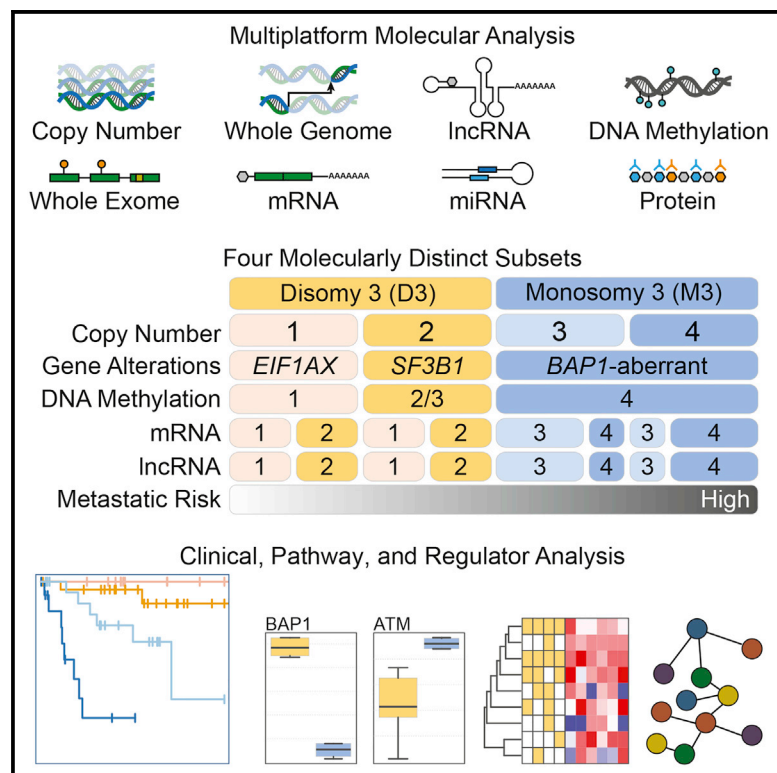 Multiplatform Molecular Analysis
AAAAAAA
Copy Number Whole Genome lncRNA DNA Methylation
AAAAAAA
Whole Exome mRNA miRNA Protein
Four Molecularly Distinct Subsets
Disomy 3 (D3) Monosomy 3 (M3)
Copy Number 1 2 3 4
Gene Alterations EIF1AX SF3B1 BAP1-aberrant
DNA Methylation 1 2/3 4
mRNA 1 2 1 2 3 4 3 4
lncRNA 1 2 1 2 3 4 3 4
Metastatic Risk High
Clinical, Pathway, and Regulator Analysis
BAP1 ATM